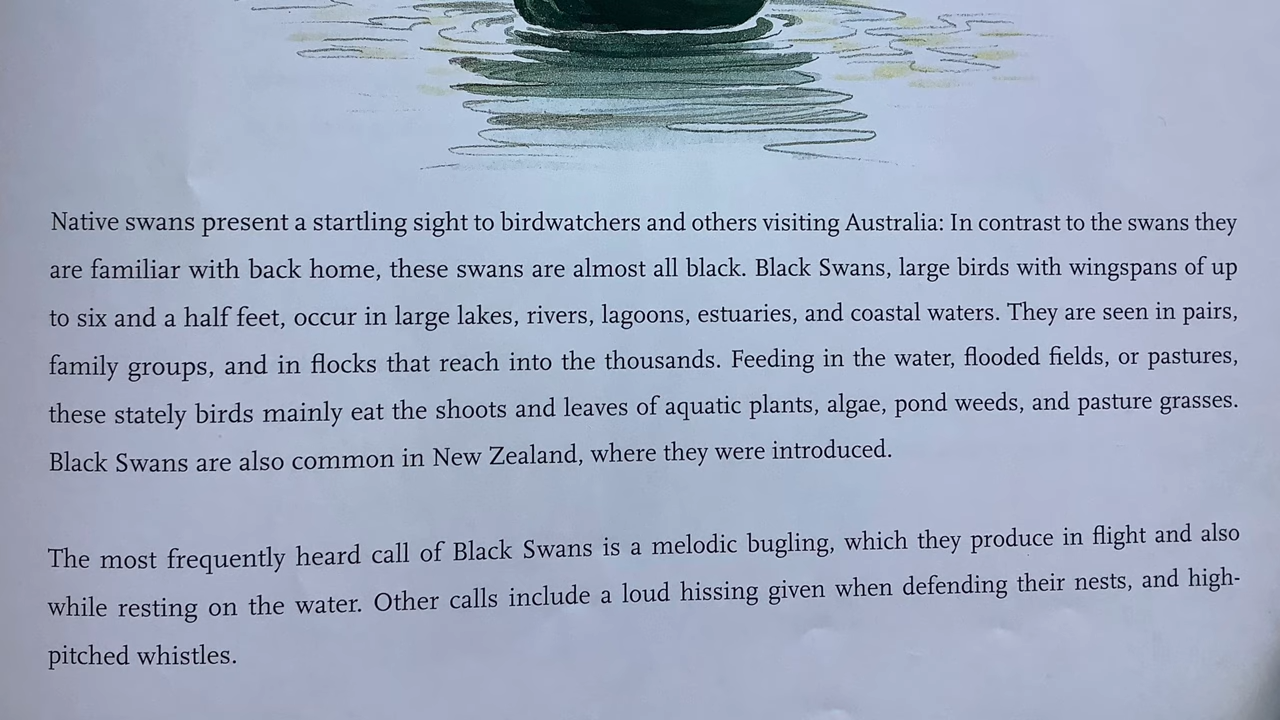 Native swans present a startling sight to birdwatchers and others visiting Australia: In contrast to the swans they
are familiar with back home, these swans are almost all black. Black Swans, large birds with wingspans of up
to six and a half feet, occur in large lakes, rivers, lagoons, estuaries, and coastal waters. They are seen in pairs,
family groups, and in flocks that reach into the thousands. Feeding in the water, flooded fields, or pastures,
these stately birds mainly eat the shoots and leaves of aquatic plants, algae, pond weeds, and pasture grasses.
Black Swans are also common in New Zealand, where they were introduced.
The most frequently heard call of Black Swans is a melodic bugling, which they produce in flight and also
while resting on the water. Other calls include a loud hissing given when defending their nests, and high-
pitched whistles.